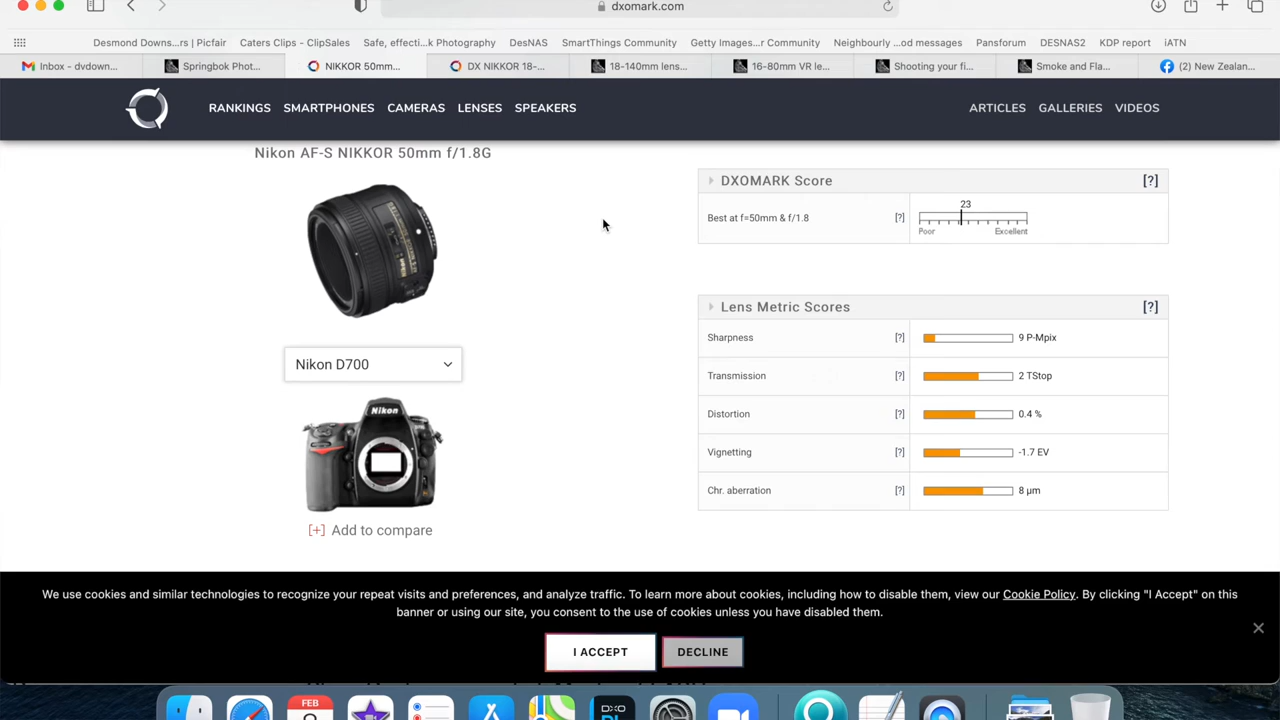 dxomark.com
Desmond Downs...rs | Picfair Caters Clips - ClipSales Safe, effecti...k Photography DesNAS SmartThings Community Getty Images...r Community Neighbourly ...od messages Pansforum DESNAS2 KDP report iATN
Inbox - dvdown... Springbok Phot... NIKKOR 50mm... DX NIKKOR 18-... 18-140mm lens... 16-80mm VR le... Shooting your fi... Smoke and Fla... (2) New Zealan...
RANKINGS SMARTPHONES CAMERAS LENSES SPEAKERS ARTICLES GALLERIES VIDEOS
Nikon AF-S NIKKOR 50mm f/1.8G
DXOMARK Score [?]
Best at f=50mm & f/1.8 [?] 23
Poor Excellent
Lens Metric Scores [?]
Sharpness [?] 9 P-Mpix
Nikon D700
Transmission [?] 2 TStop
Nikon
Distortion [?] 0.4 %
Vignetting [?] -1.7 EV
Chr. aberration [?] 8 µm
[+] Add to compare
We use cookies and similar technologies to recognize your repeat visits and preferences, and analyze traffic. To learn more about cookies, including how to disable them, view our Cookie Policy. By clicking "I Accept" on this
banner or using our site, you consent to the use of cookies unless you have disabled them.
I ACCEPT DECLINE
FEB
DXO